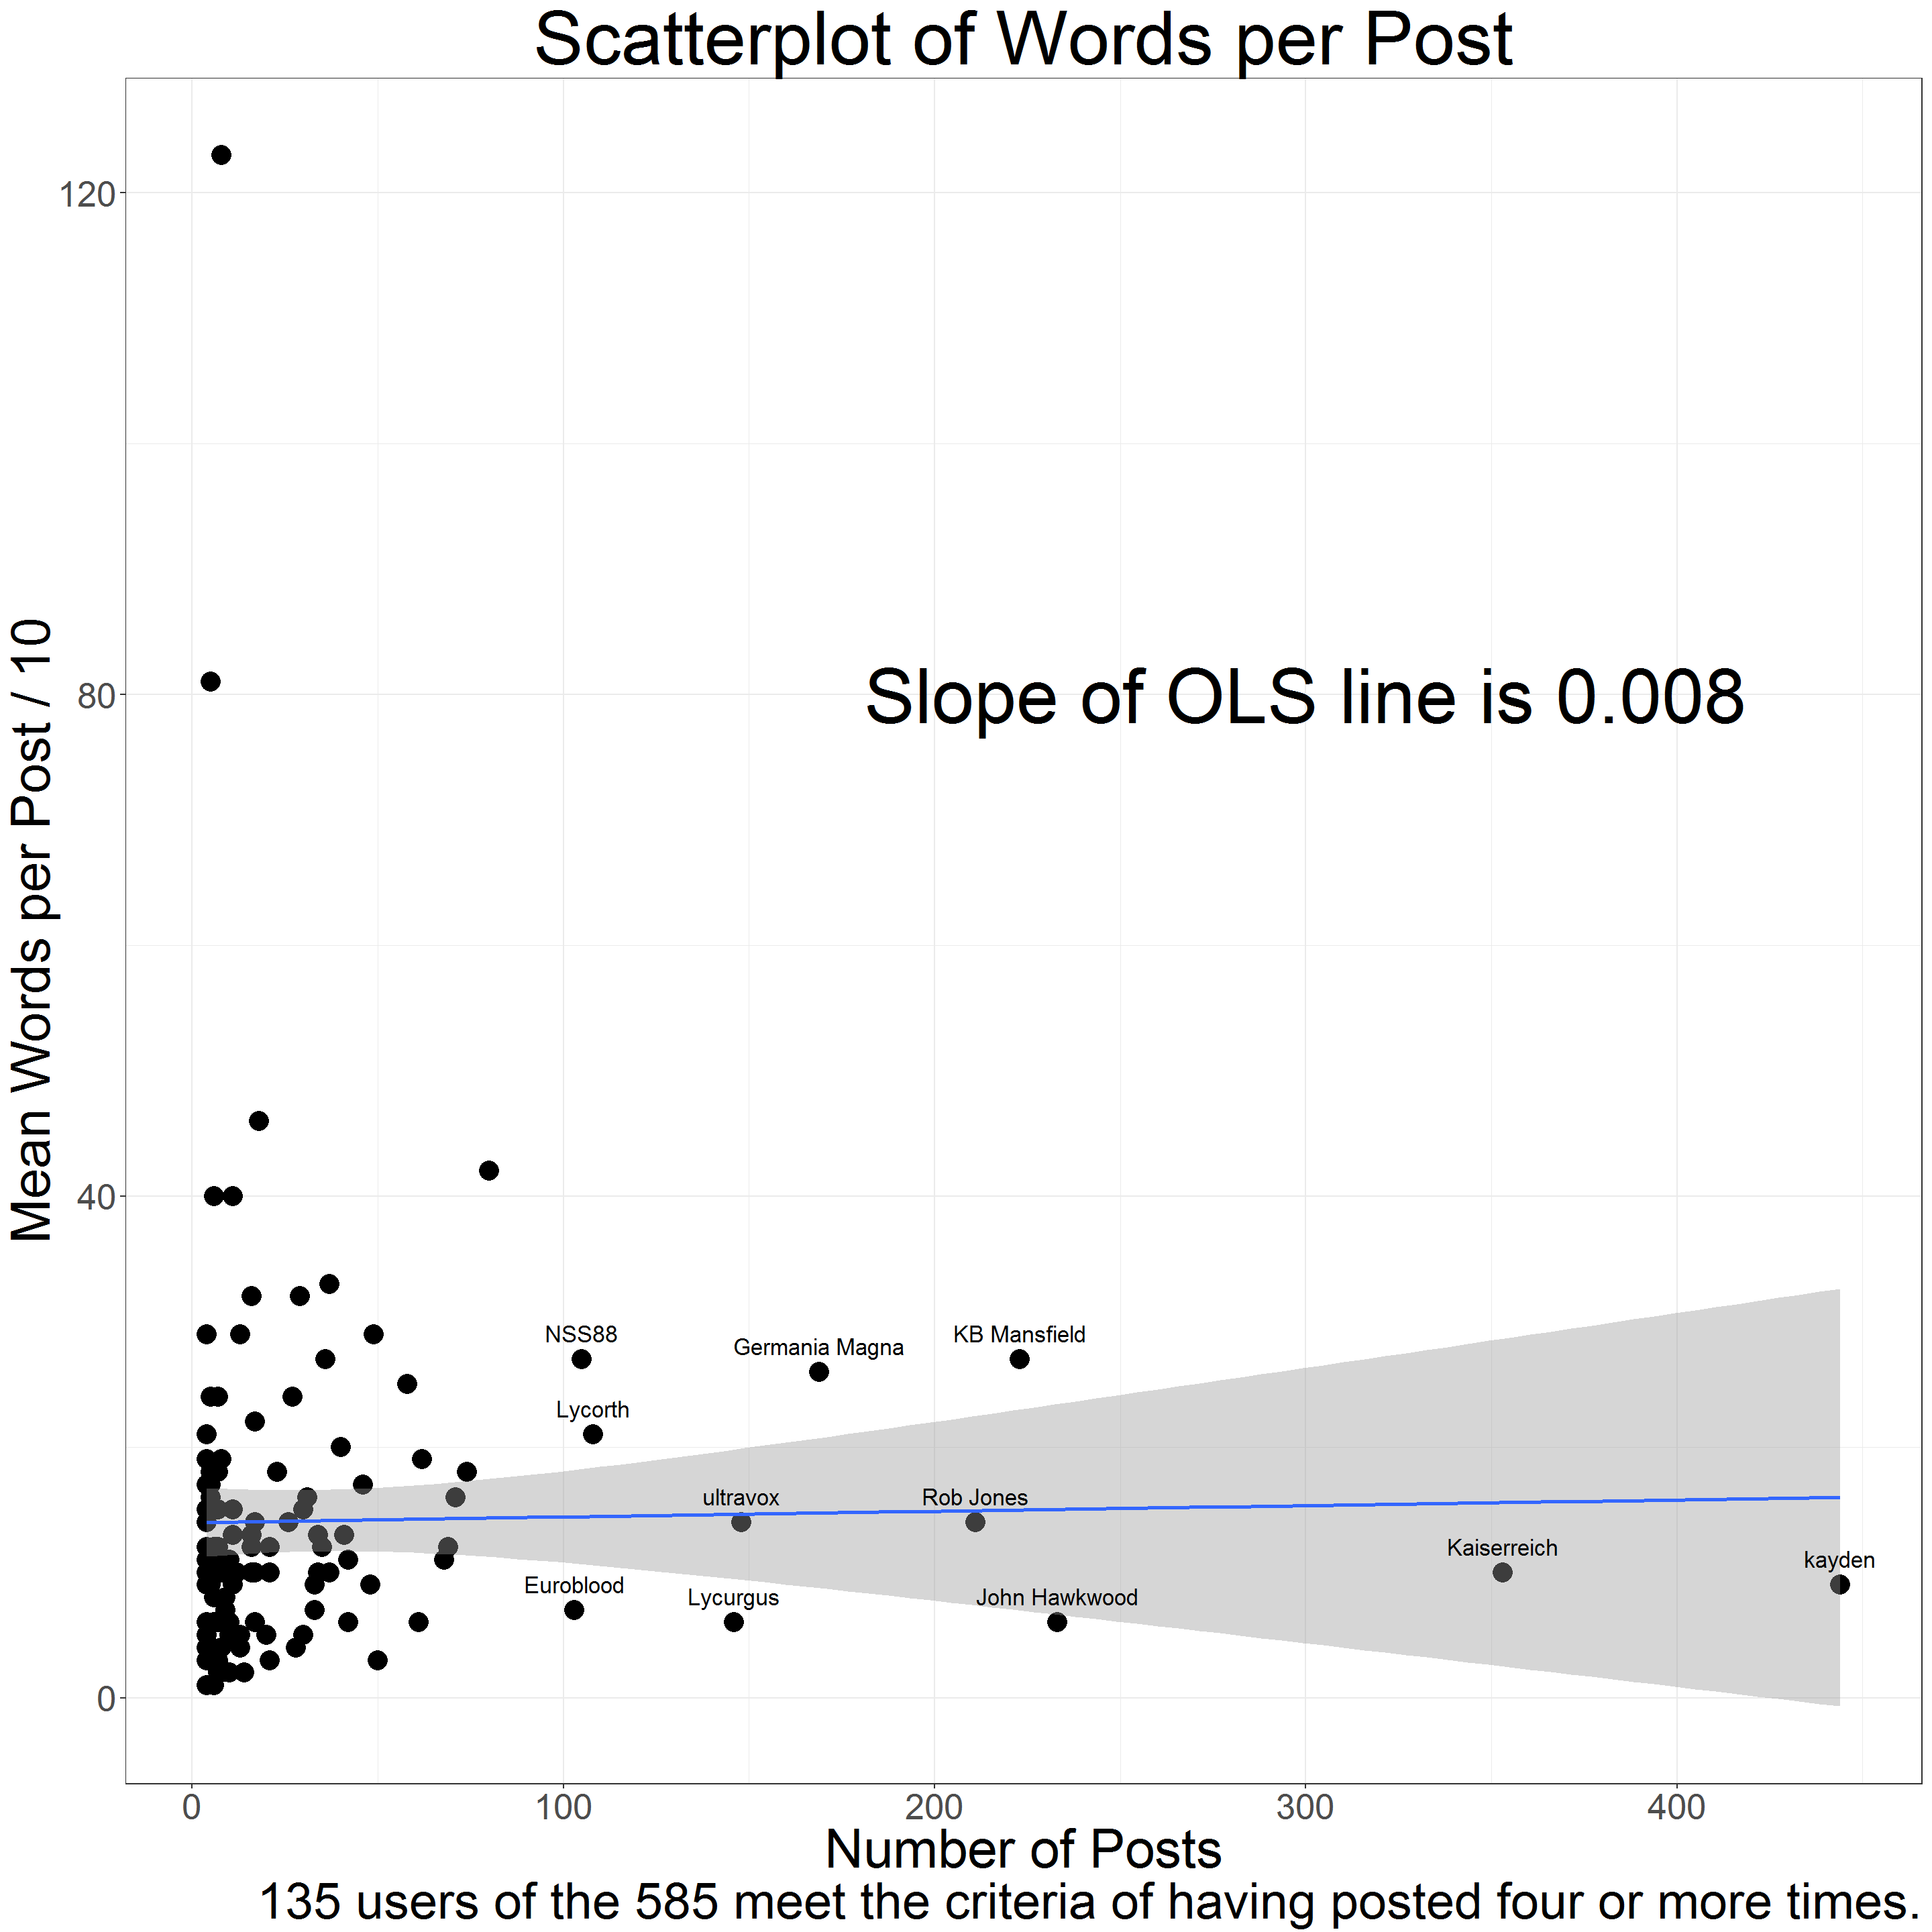 Scatterplot of Words per Post
120
80
40
0
Mean Words per Post / 10
Slope of OLS line is 0.008
NSS88
Germania Magna
KB Mansfield
Lycorth
ultravox
Rob Jones
Kaiserreich
kayden
Euroblood
Lycurgus
John Hawkwood
0 100 200 300 400
Number of Posts
135 users of the 585 meet the criteria of having posted four or more times.